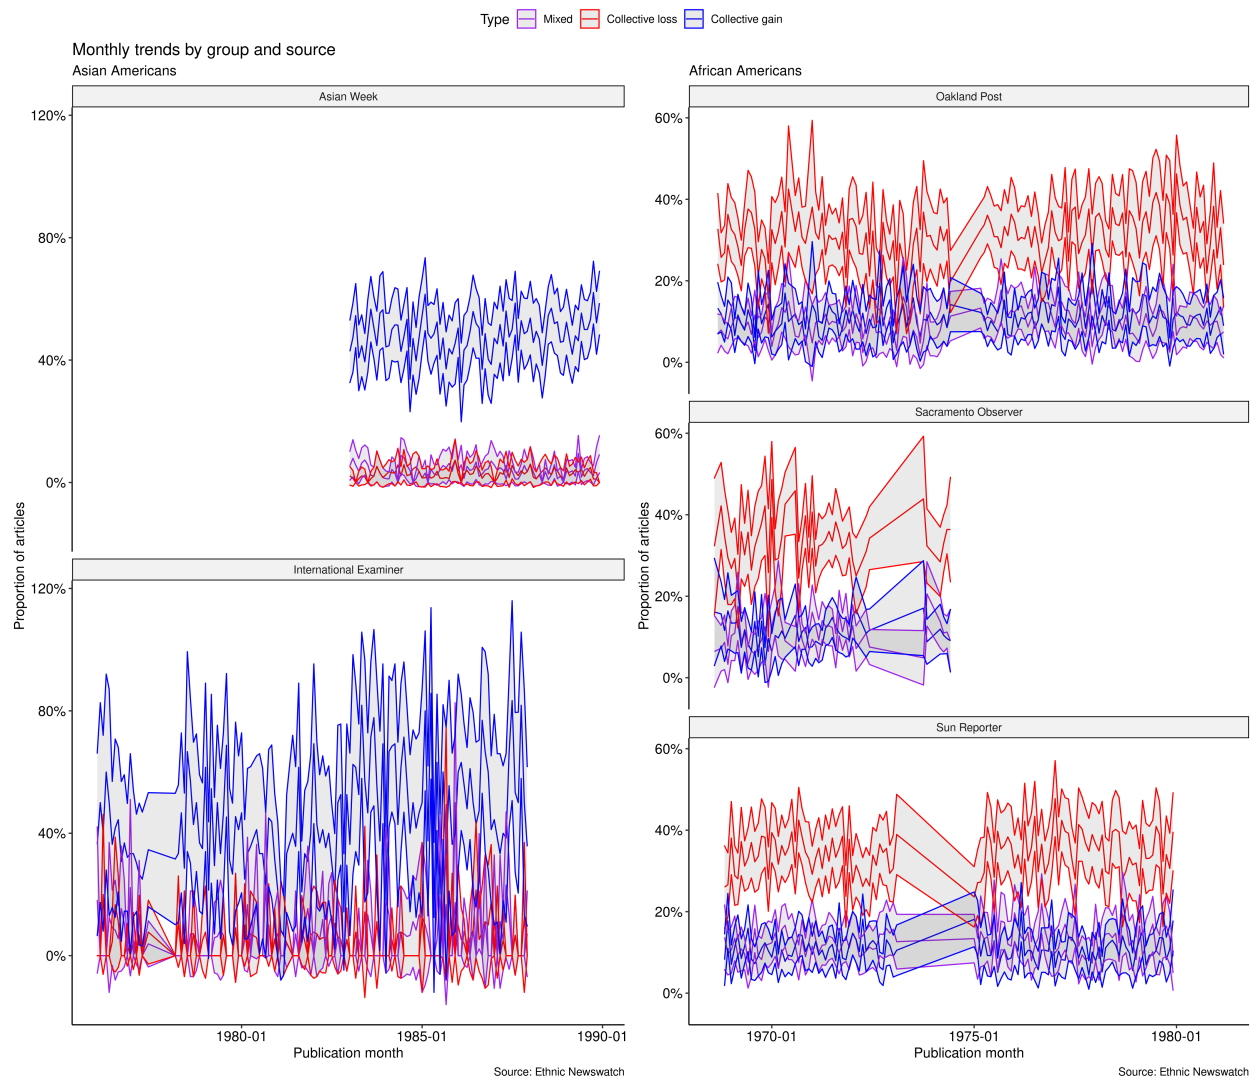 Type Mixed Collective loss Collective gain
Monthly trends by group and source
Asian Americans
Asian Week
120%
80%
40%
0%
International Examiner
120%
80%
40%
0%
Proportion of articles
1980-01 1985-01 1990-01
Publication month
Source: Ethnic Newswatch
African Americans
Oakland Post
60%
40%
20%
0%
Sacramento Observer
60%
40%
20%
0%
Sun Reporter
60%
40%
20%
0%
Proportion of articles
1970-01 1975-01 1980-01
Publication month
Source: Ethnic Newswatch